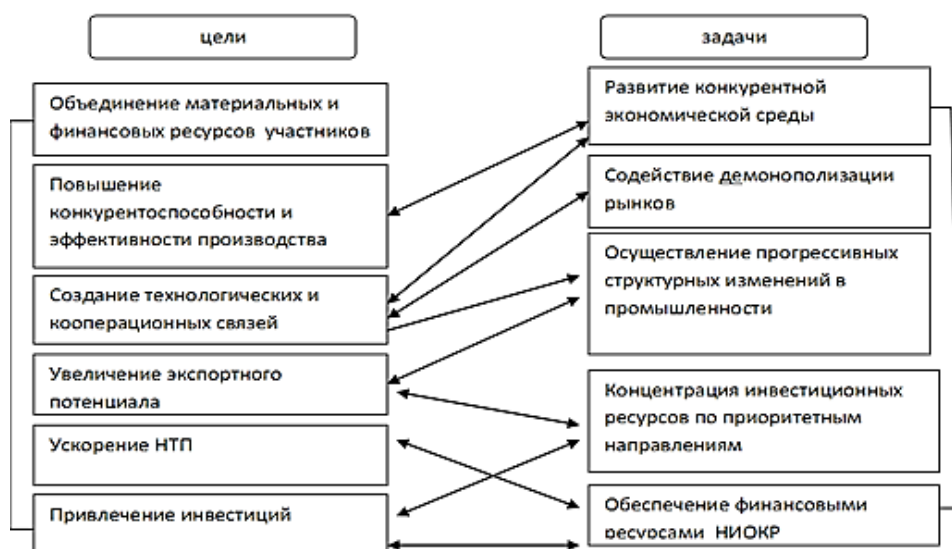 цели
Объединение материальных и
финансовых ресурсов участников
Повышение
конкурентоспособности и
эффективности производства
Создание технологических и
кооперационных связей
Увеличение экспортного
потенциала
Ускорение НТП
Привлечение инвестиций
задачи
Развитие конкурентной
экономической среды
Содействие демонополизации
рынков
Осуществление прогрессивных
структурных изменений в
промышленности
Концентрация инвестиционных
ресурсов по приоритетным
направлениям
Обеспечение финансовыми
ресурсами НИОКР